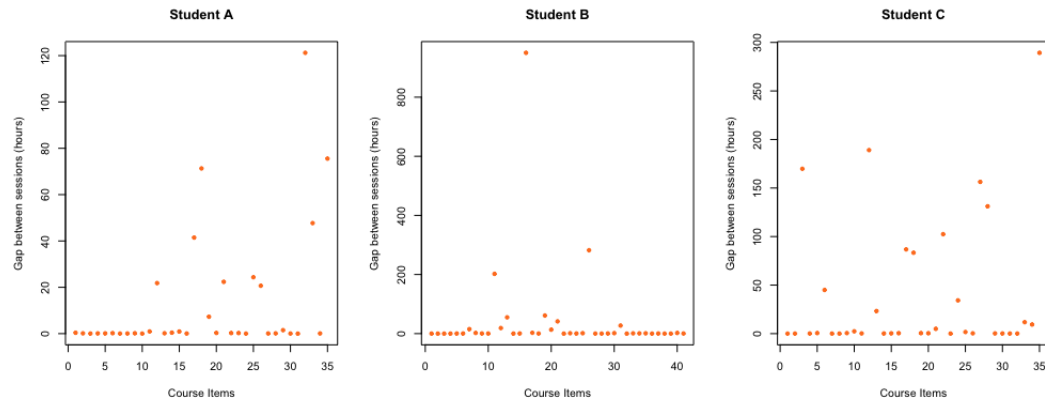 Student A
Student B
Student C
Gap between sessions (hours)
0
20
40
60
80
100
120
0 5 10 15 20 25 30 35
Course Items
Gap between sessions (hours)
0
200
400
600
800
0 10 20 30 40
Course Items
Gap between sessions (hours)
0
50
100
150
200
250
300
0 5 10 15 20 25 30 35
Course Items